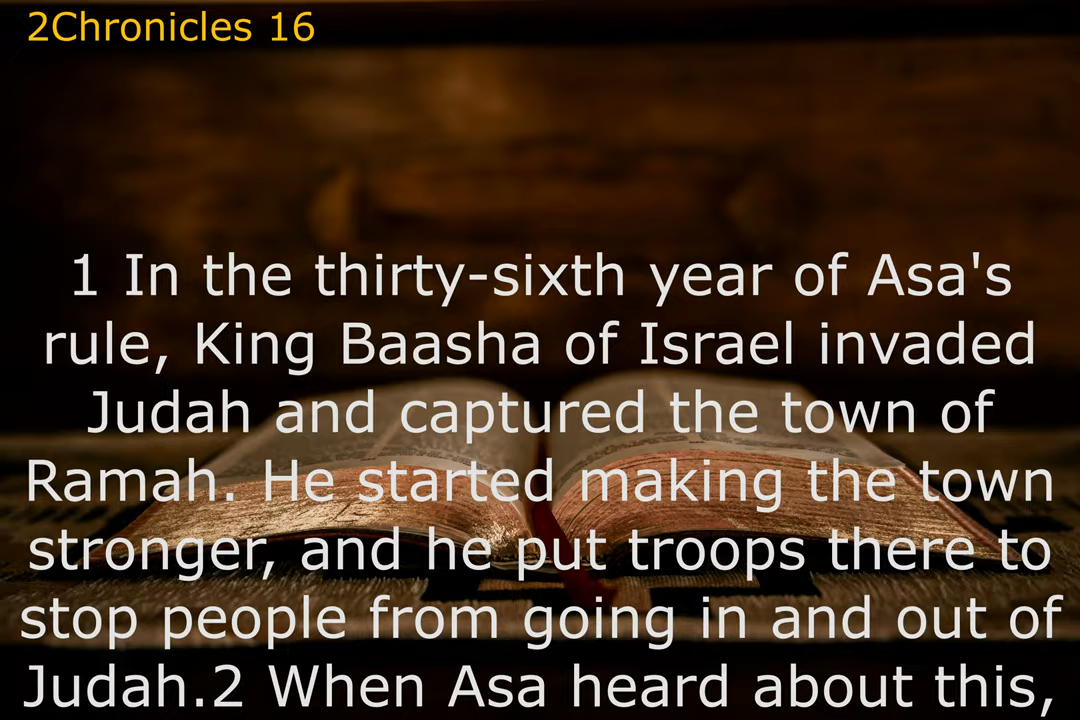 2Chronicles 16
1 In the thirty-sixth year of Asa's
rule, King Baasha of Israel invaded
Judah and captured the town of
Ramah. He started making the town
stronger, and he put troops there to
stop people from going in and out of
Judah.2 When Asa heard about this,